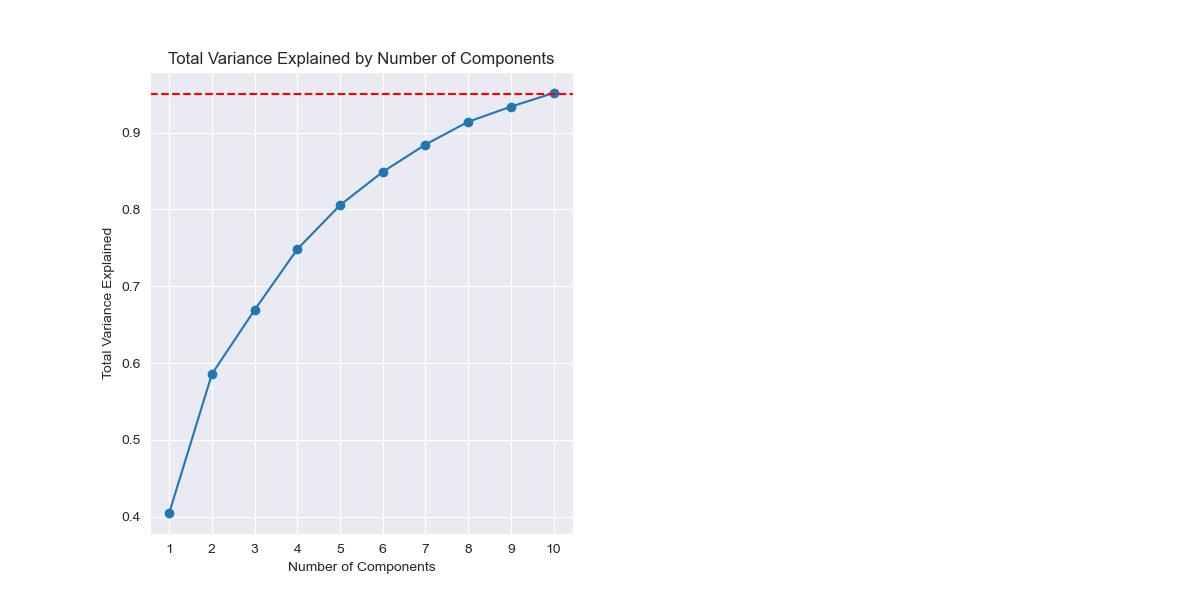 Total Variance Explained by Number of Components
Total Variance Explained
0.9
0.8
0.7
0.6
0.5
0.4
1 2 3 4 5 6 7 8 9 10
Number of Components